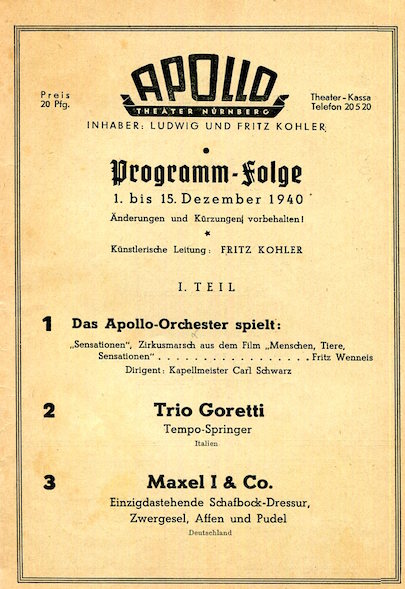 Preis
20 Pfg.
APOLLO
THEATER NÜRNBERG
Theater-Kassa
Telefon 20520
INHABER: LUDWIG UND FRITZ KOHLER
Programm-Folge
1. bis 15. Dezember 1940
Änderungen und Kürzungen vorbehalten!
*
Künstlerische Leitung: FRITZ KOHLER
I. TEIL
1 Das Apollo-Orchester spielt:
„Sensationen", Zirkusmarsch aus dem Film „Menschen, Tiere,
Sensationen" . . . . . . . . . . . . . . . . . Fritz Wenneis
Dirigent: Kapellmeister Carl Schwarz
2 Trio Goretti
Tempo-Springer
Italien
3 Maxel I & Co.
Einzigdastehende Schafbock-Dressur,
Zwergesel, Affen und Pudel
Deutschland